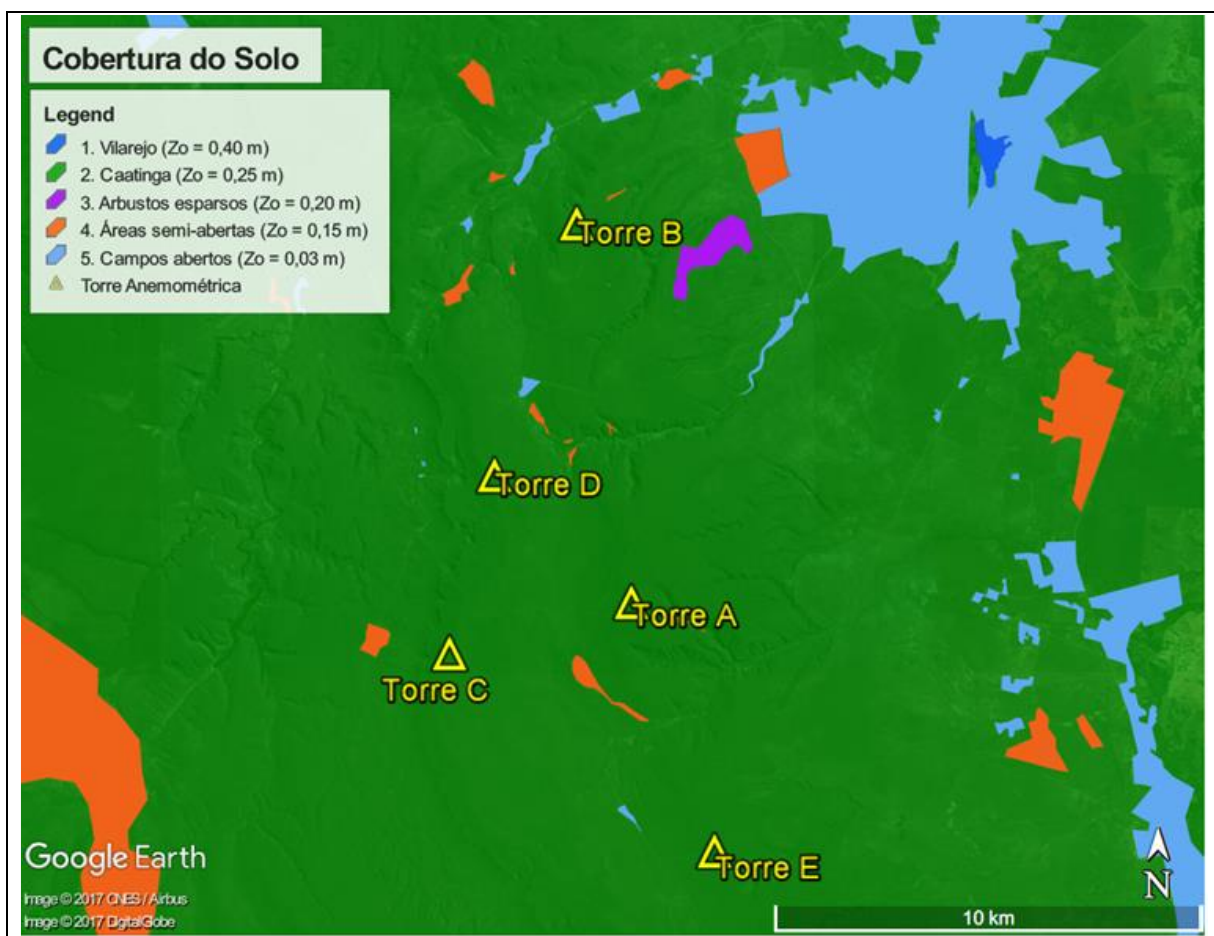 Cobertura do Solo
Legend
1. Vilarejo (Zo = 0,40 m)
2. Caatinga (Zo = 0,25 m)
3. Arbustos esparsos (Zo = 0,20 m)
4. Áreas semi-abertas (Zo = 0,15 m)
5. Campos abertos (Zo = 0,03 m)
Torre Anemométrica
Torre B
Torre D
Torre A
Torre C
Torre E
Google Earth
Image © 2017 CNES / Airbus
Image © 2017 DigitalGlobe
N
10 km